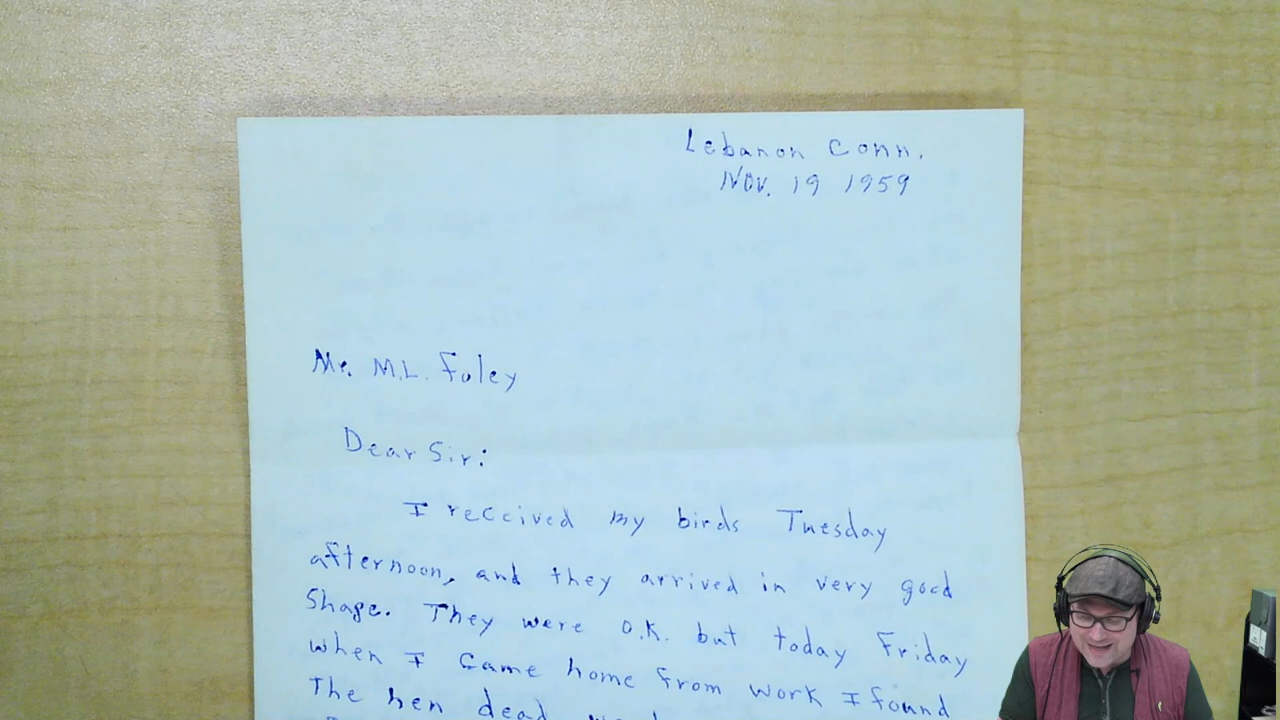 Lebanon Conn.
Nov. 19 1959
Mr. M.L. Foley
Dear Sir:
I received my birds Tuesday
afternoon, and they arrived in very good
Shape. They were O.K. but today Friday
when I Came home from work I found
The hen dead